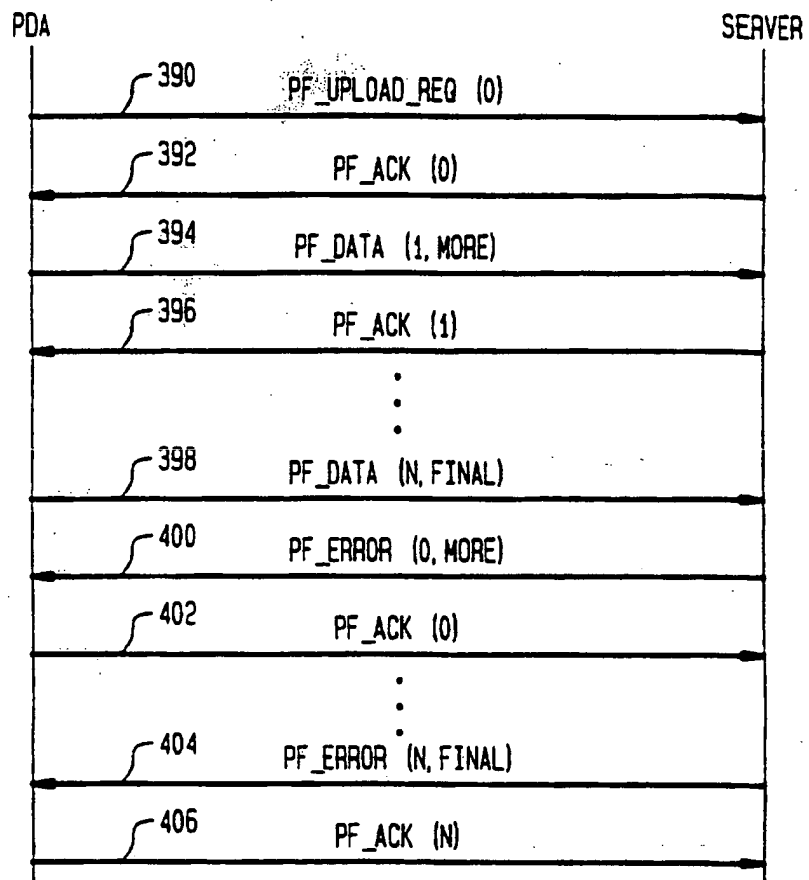 PDA SERVER
390 PF_UPLOAD_REQ (0)
392 PF_ACK (0)
394 PF_DATA (1, MORE)
396 PF_ACK (1)
398 PF_DATA (N, FINAL)
400 PF_ERROR (0, MORE)
402 PF_ACK (0)
404 PF_ERROR (N, FINAL)
406 PF_ACK (N)